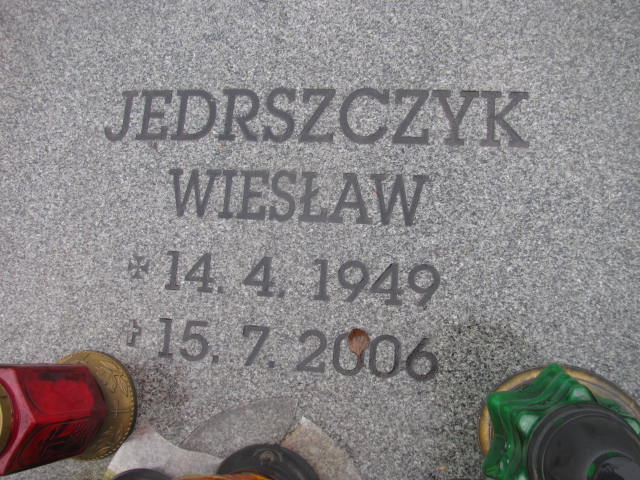 JEDRSZCZYK
WIESŁAW
✠ 14. 4. 1949
✝ 15. 7. 2006